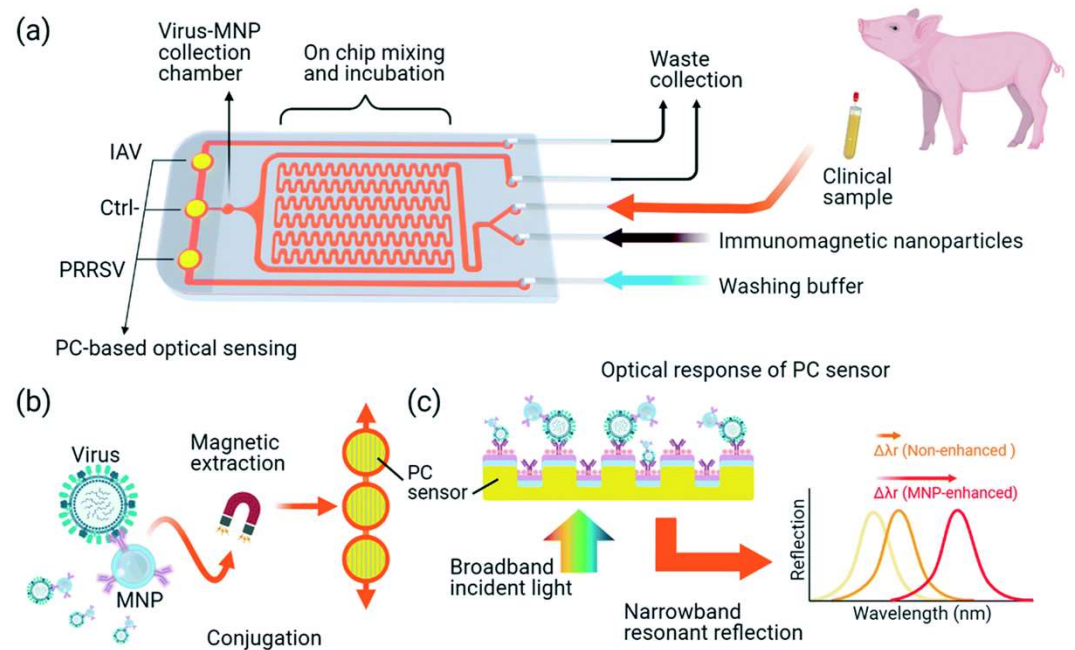 (a)
Virus-MNP
collection
chamber
On chip mixing
and incubation
Waste
collection
IAV
Ctrl-
PRRSV
PC-based optical sensing
Clinical
sample
Immunomagnetic nanoparticles
Washing buffer
(b)
Virus
Magnetic
extraction
MNP
Conjugation
PC
sensor
(c)
Optical response of PC sensor
Broadband
incident light
Narrowband
resonant reflection
Δλr (Non-enhanced )
Δλr (MNP-enhanced)
Reflection
Wavelength (nm)